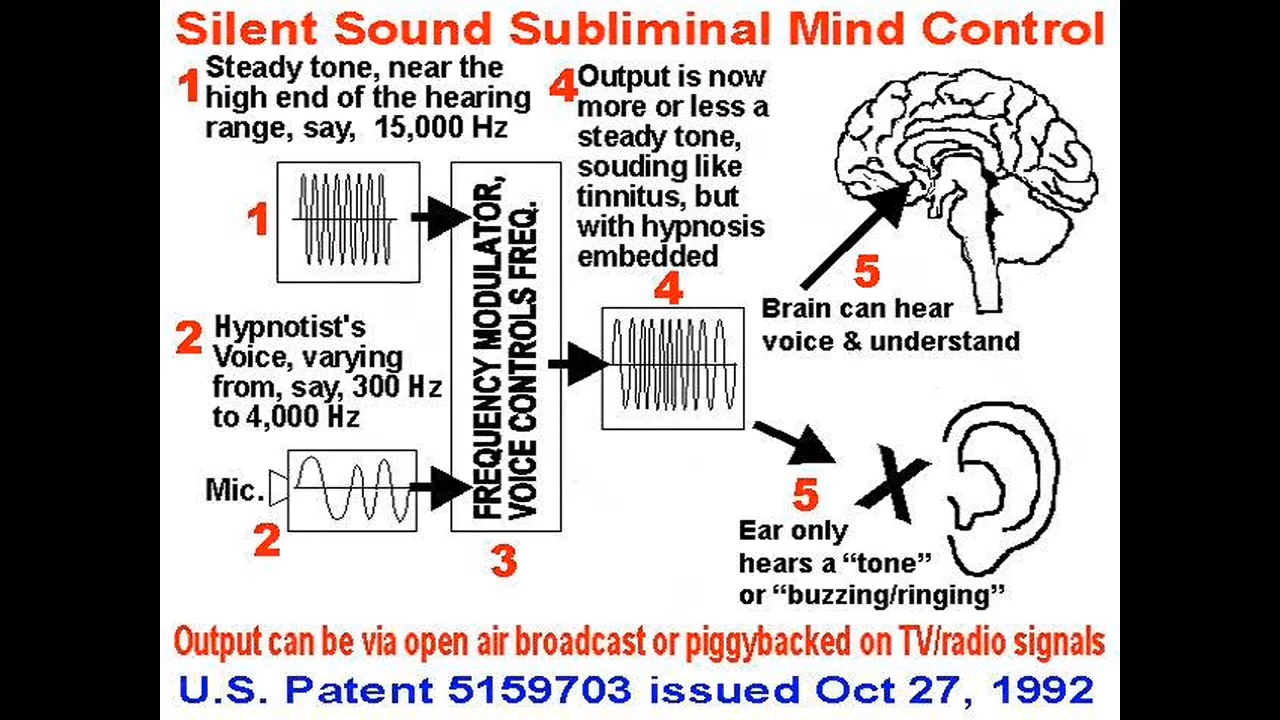 Silent Sound Subliminal Mind Control
1 Steady tone, near the
high end of the hearing
range, say, 15,000 Hz
1
2 Hypnotist's
Voice, varying
from, say, 300 Hz
to 4,000 Hz
Mic.
2
FREQUENCY MODULATOR,
VOICE CONTROLS FREQ.
3
4 Output is now
more or less a
steady tone,
souding like
tinnitus, but
with hypnosis
embedded
4
5
Brain can hear
voice & understand
X
5
Ear only
hears a “tone”
or “buzzing/ringing”
Output can be via open air broadcast or piggybacked on TV/radio signals
U.S. Patent 5159703 issued Oct 27, 1992